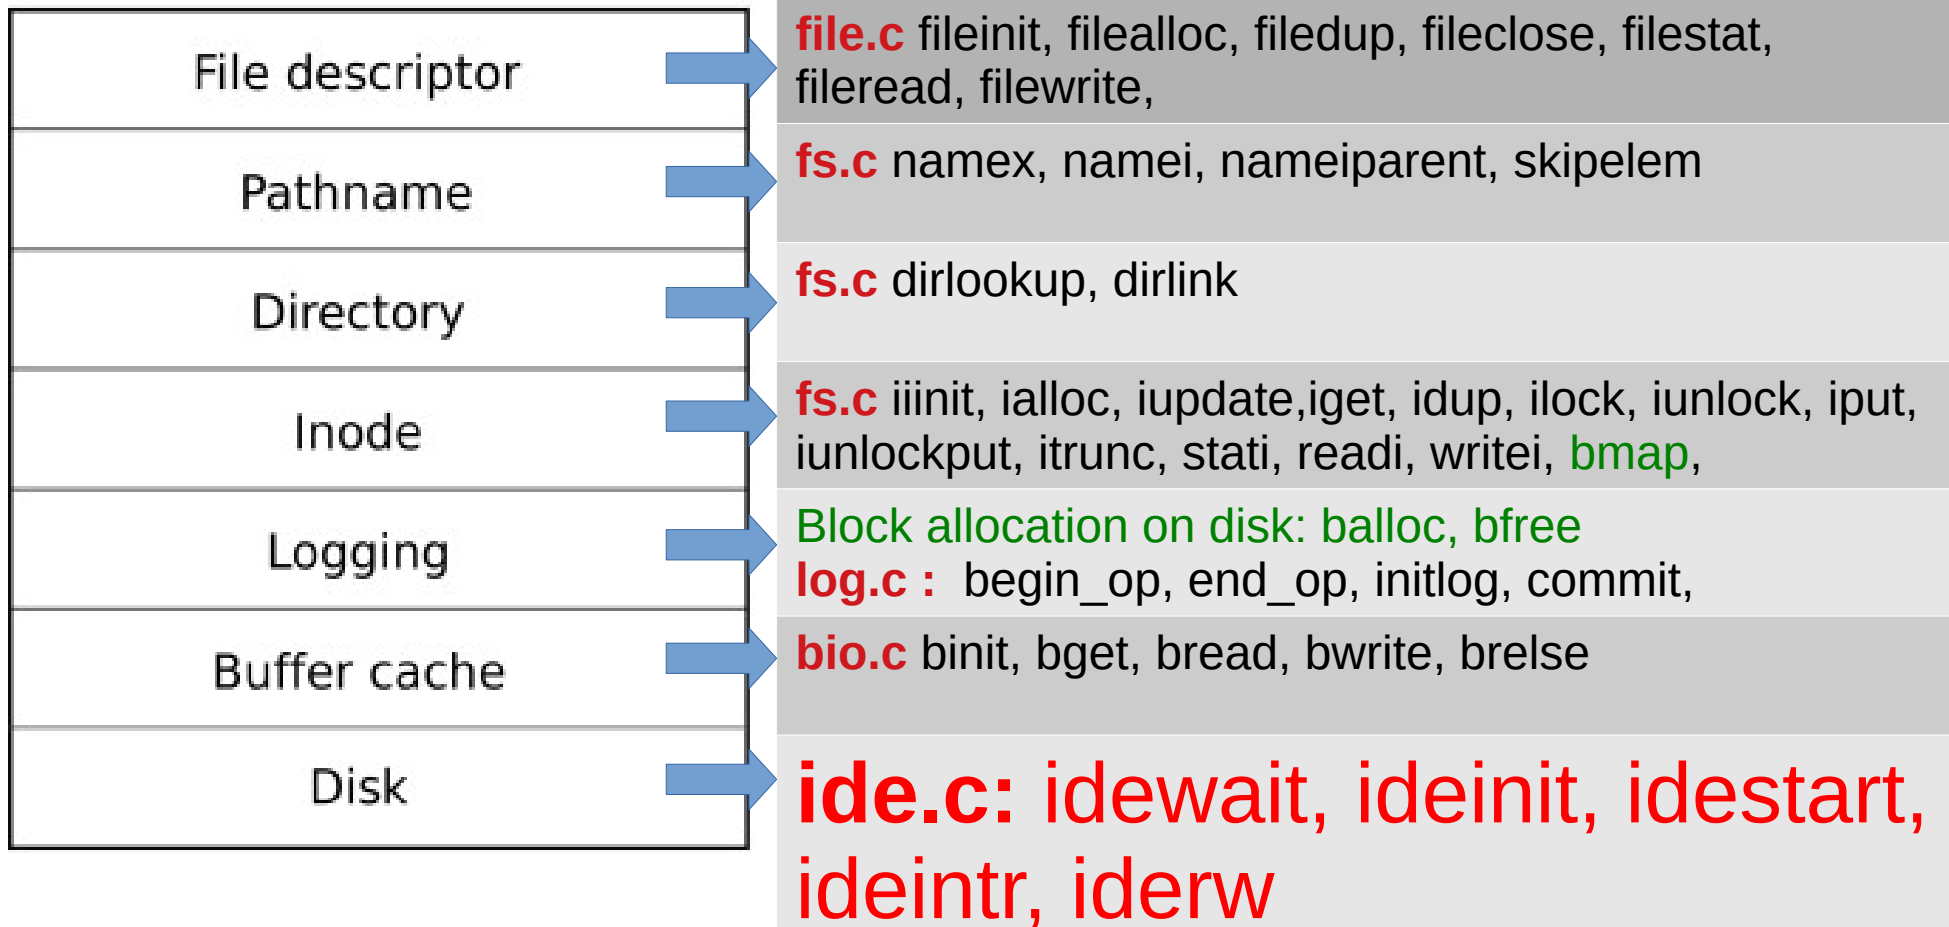 File descriptor
file.c fileinit, filealloc, filedup, fileclose, filestat,
fileread, filewrite,
Pathname
fs.c namex, namei, nameiparent, skipelem
Directory
fs.c dirlookup, dirlink
Inode
fs.c iiinit, ialloc, iupdate,iget, idup, ilock, iunlock, iput,
iunlockput, itrunc, stati, readi, writei, bmap,
Logging
Block allocation on disk: balloc, bfree
log.c : begin_op, end_op, initlog, commit,
Buffer cache
bio.c binit, bget, bread, bwrite, brelse
Disk
ide.c: idewait, ideinit, idestart,
ideintr, iderw